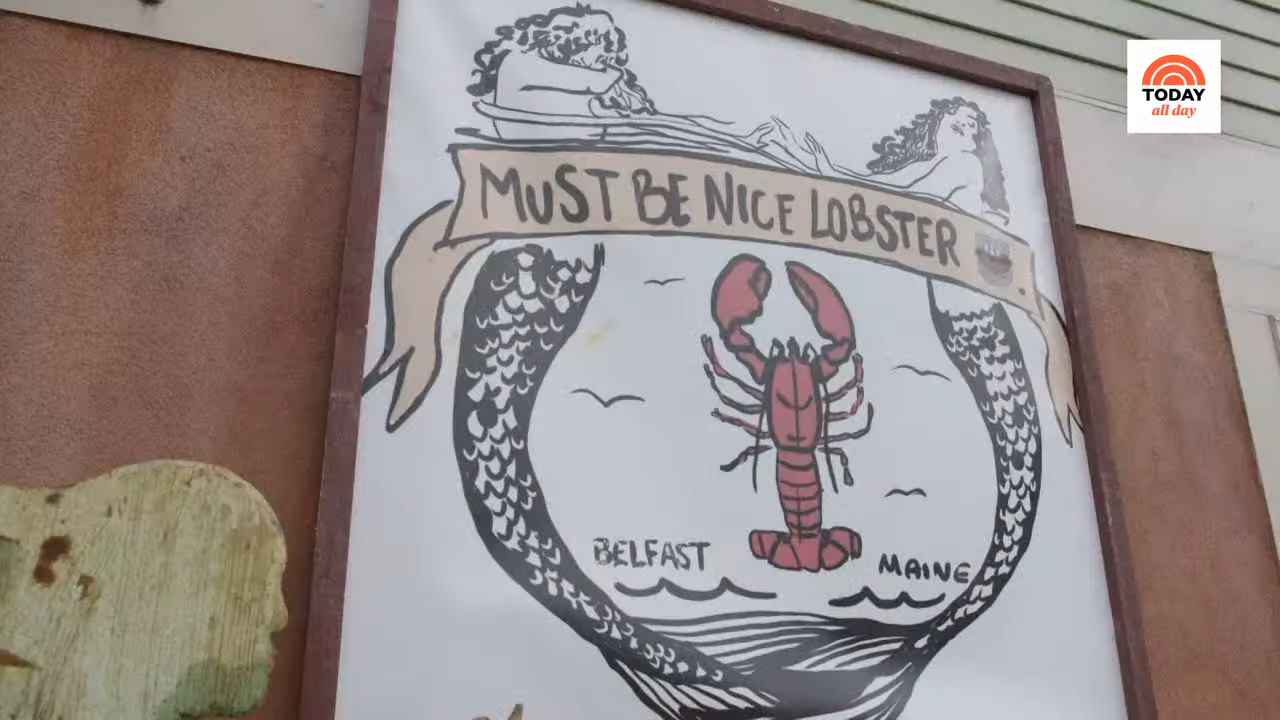 TODAY
all day
MUST BE NICE LOBSTER
BELFAST
MAINE